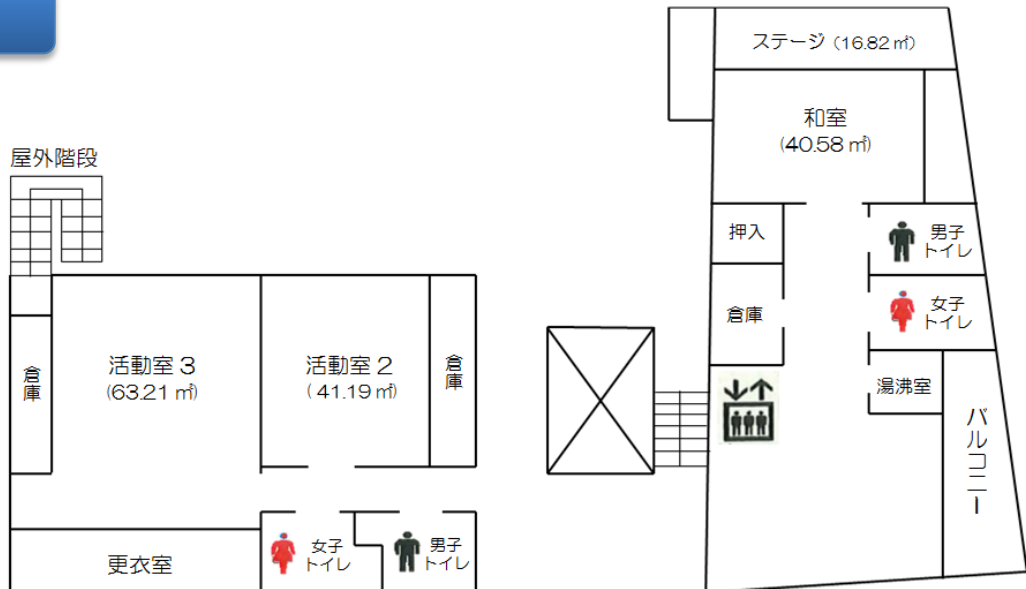 ステージ (16.82㎡)
和室
(40.58㎡)
屋外階段
押入
男子
トイレ
倉庫
女子
トイレ
倉庫
活動室3
(63.21㎡)
活動室2
(41.19㎡)
倉庫
湯沸室
バルコニー
更衣室
女子
トイレ
男子
トイレ